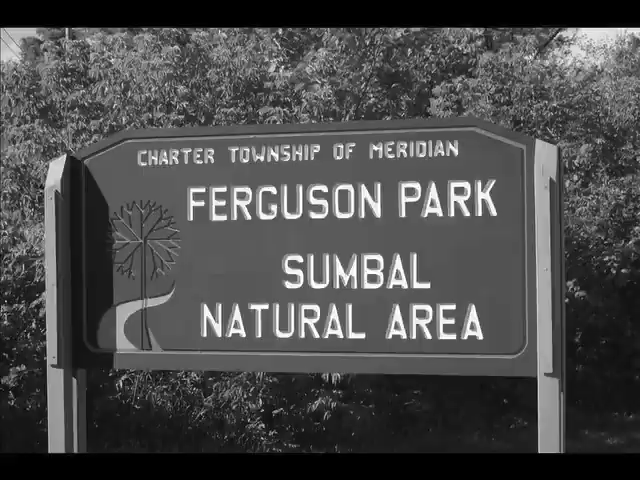 CHARTER TOWNSHIP OF MERIDIAN
FERGUSON PARK
SUMBAL
NATURAL AREA